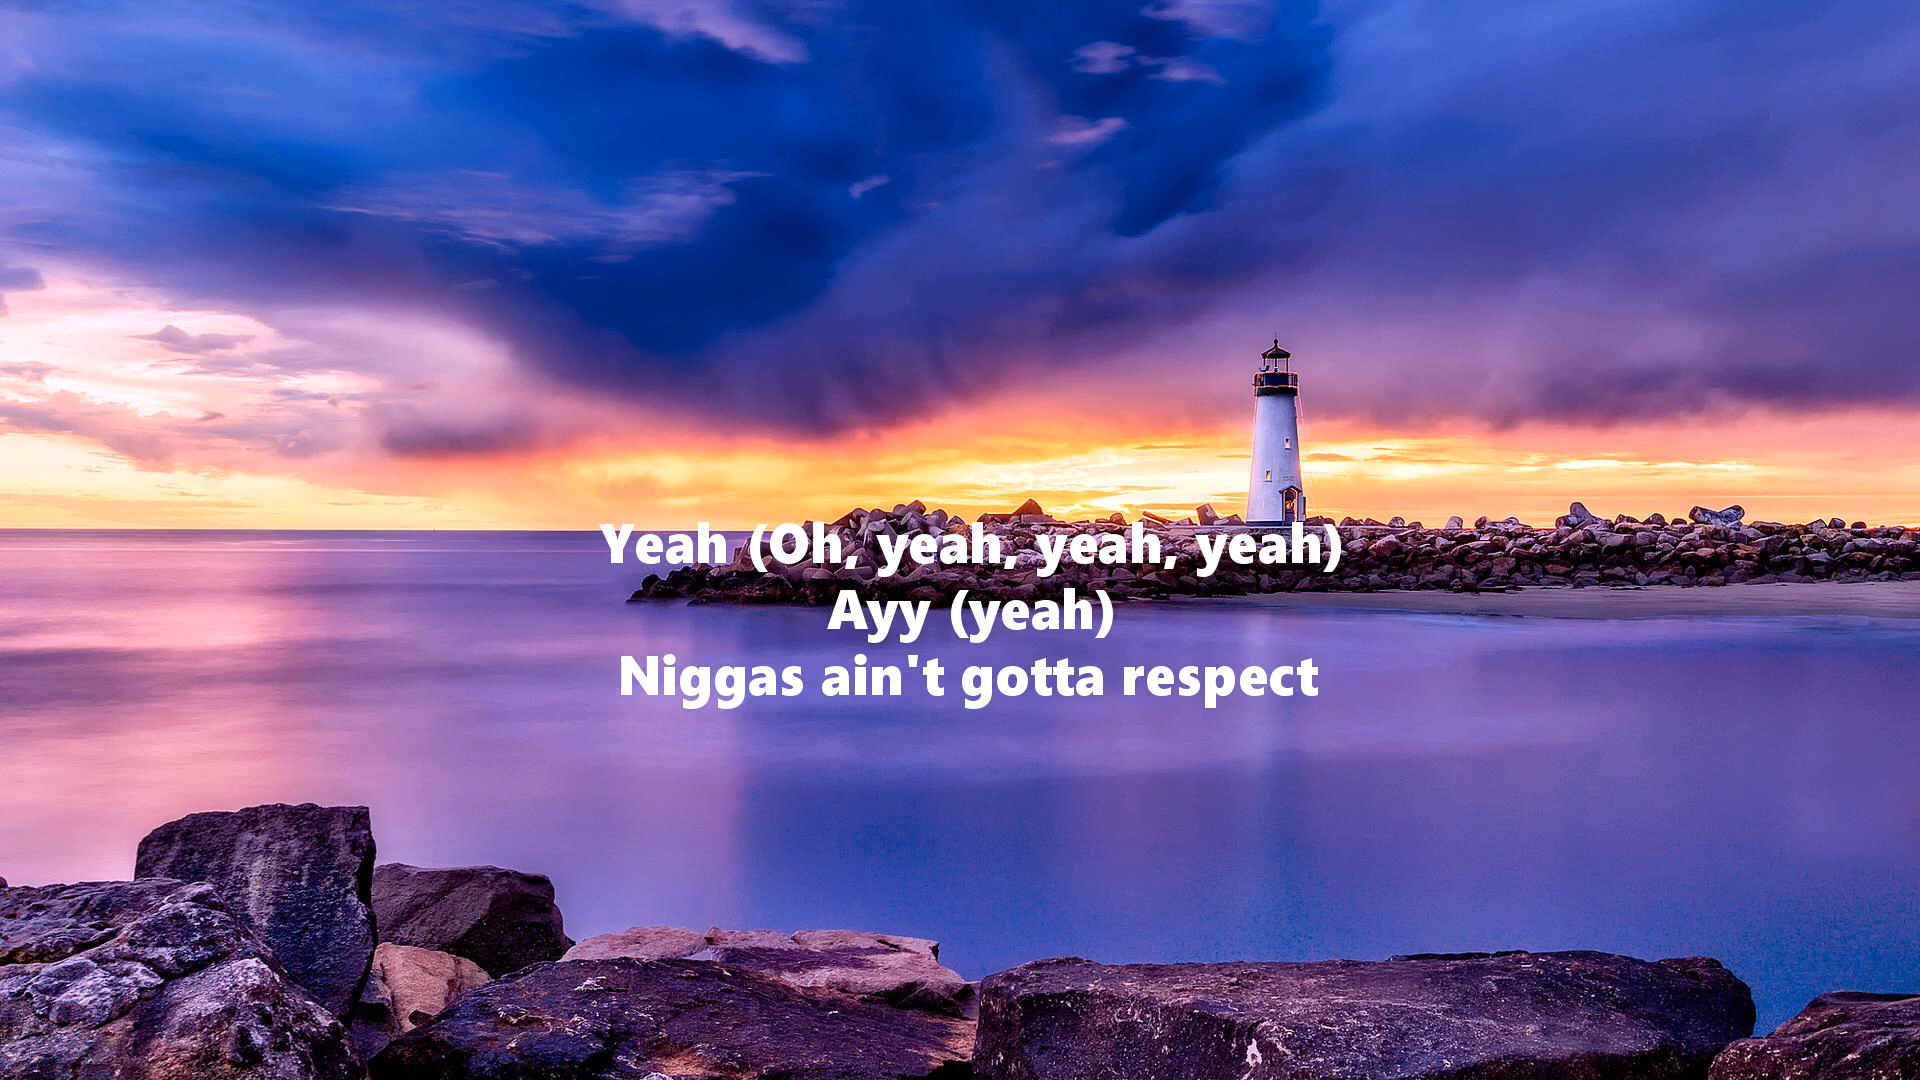 Yeah (Oh, yeah, yeah, yeah)
Ayy (yeah)
Niggas ain't gotta respect